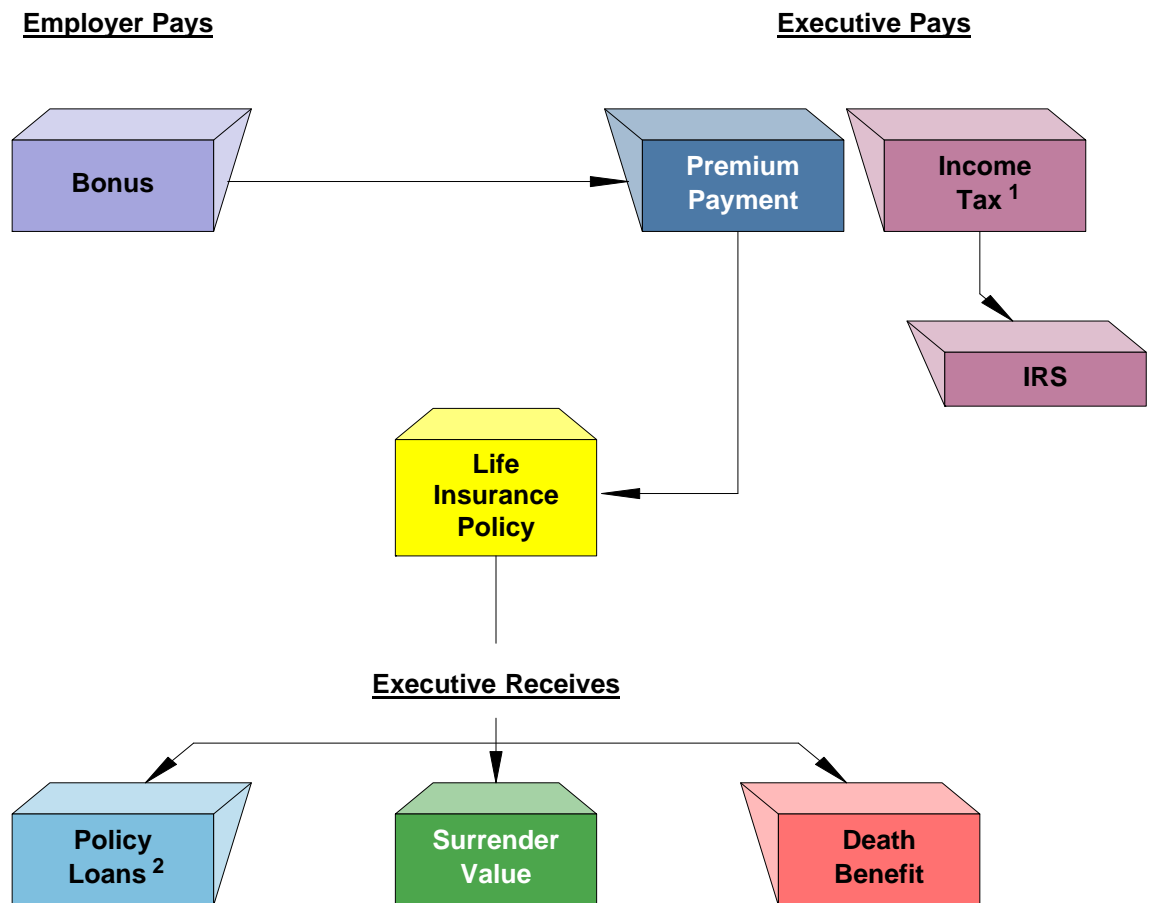 Employer Pays
Executive Pays
Bonus
Premium
Payment
Income
Tax 1
IRS
Life
Insurance
Policy
Executive Receives
Policy
Loans 2
Surrender
Value
Death
Benefit